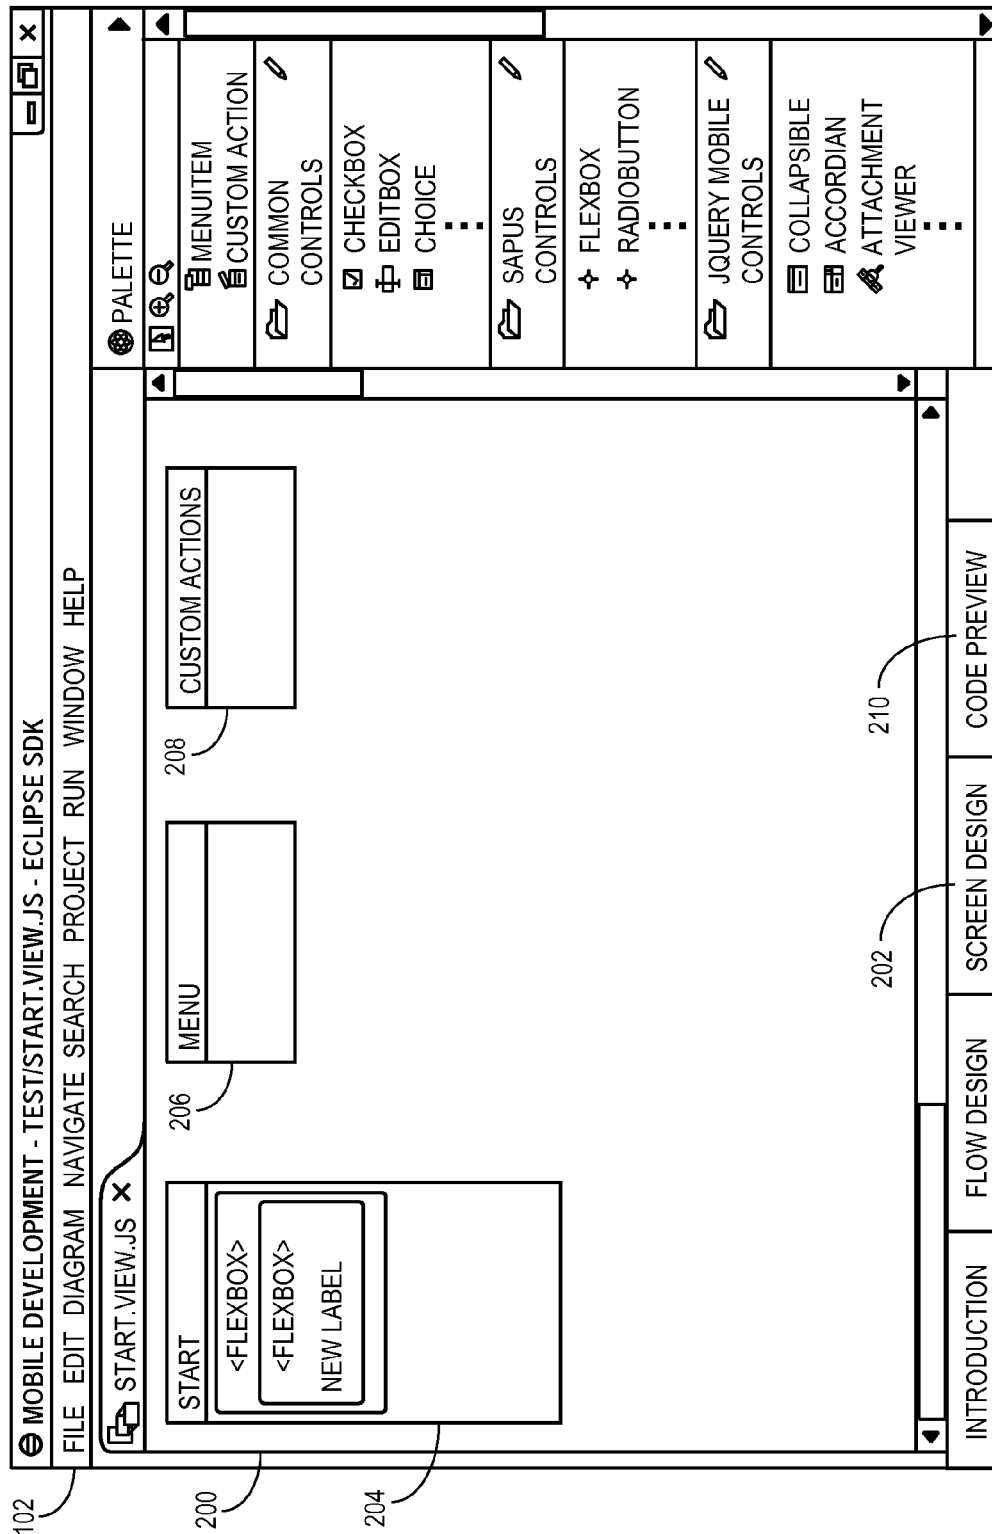 102
MOBILE DEVELOPMENT - TEST/START.VIEW.JS - ECLIPSE SDK
FILE EDIT DIAGRAM NAVIGATE SEARCH PROJECT RUN WINDOW HELP
START.VIEW.JS
200
START
<FLEXBOX>
<FLEXBOX>
NEW LABEL
204
MENU
206
CUSTOM ACTIONS
208
PALETTE
MENUITEM
CUSTOM ACTION
COMMON
CONTROLS
CHECKBOX
EDITBOX
CHOICE
SAPUS
CONTROLS
FLEXBOX
RADIOBUTTON
JQUERY MOBILE
CONTROLS
COLLAPSIBLE
ACCORDIAN
ATTACHMENT
VIEWER
202
210
INTRODUCTION
FLOW DESIGN
SCREEN DESIGN
CODE PREVIEW